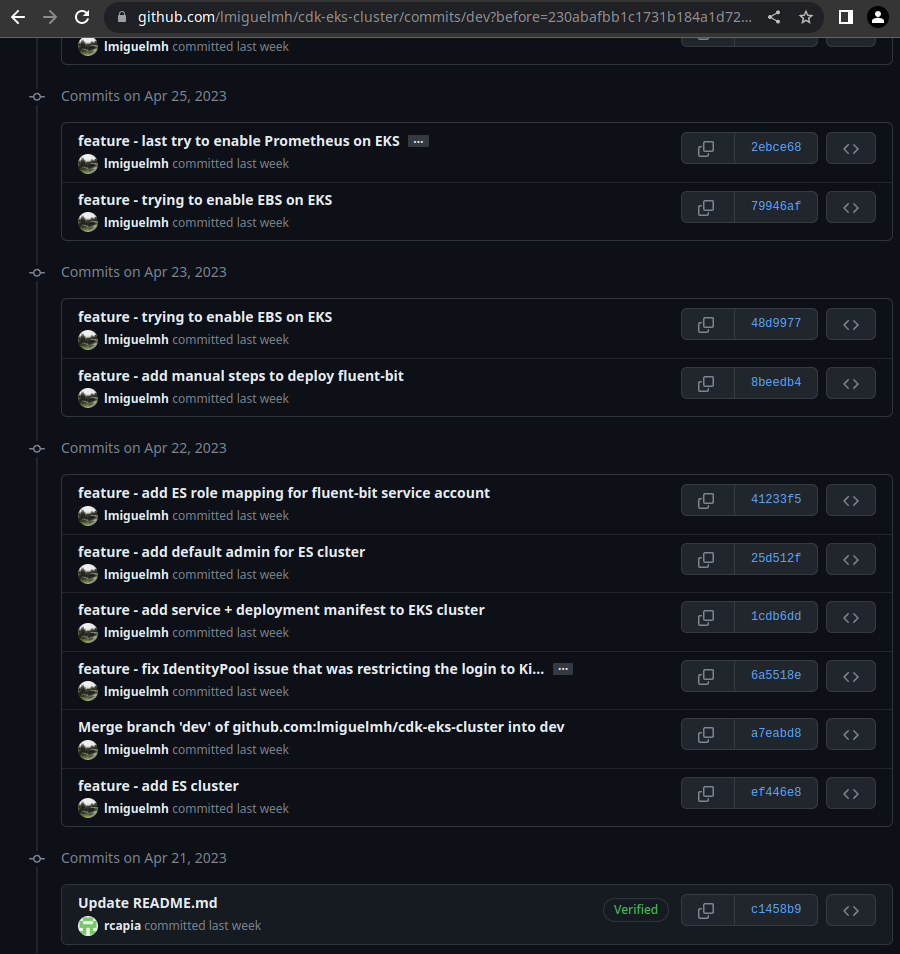 github.com/lmiguelmh/cdk-eks-cluster/commits/dev?before=230abafbb1c1731b184a1d72...
lmiguelmh committed last week
Commits on Apr 25, 2023
feature - last try to enable Prometheus on EKS ...
2ebce68
lmiguelmh committed last week
feature - trying to enable EBS on EKS
79946af
lmiguelmh committed last week
Commits on Apr 23, 2023
feature - trying to enable EBS on EKS
48d9977
lmiguelmh committed last week
feature - add manual steps to deploy fluent-bit
8beedb4
lmiguelmh committed last week
Commits on Apr 22, 2023
feature - add ES role mapping for fluent-bit service account
41233f5
lmiguelmh committed last week
feature - add default admin for ES cluster
25d512f
lmiguelmh committed last week
feature - add service + deployment manifest to EKS cluster
1cdb6dd
lmiguelmh committed last week
feature - fix IdentityPool issue that was restricting the login to Ki... ...
6a5518e
lmiguelmh committed last week
Merge branch 'dev' of github.com:lmiguelmh/cdk-eks-cluster into dev
a7eabd8
lmiguelmh committed last week
feature - add ES cluster
ef446e8
lmiguelmh committed last week
Commits on Apr 21, 2023
Update README.md
Verified
c1458b9
rcapia committed last week